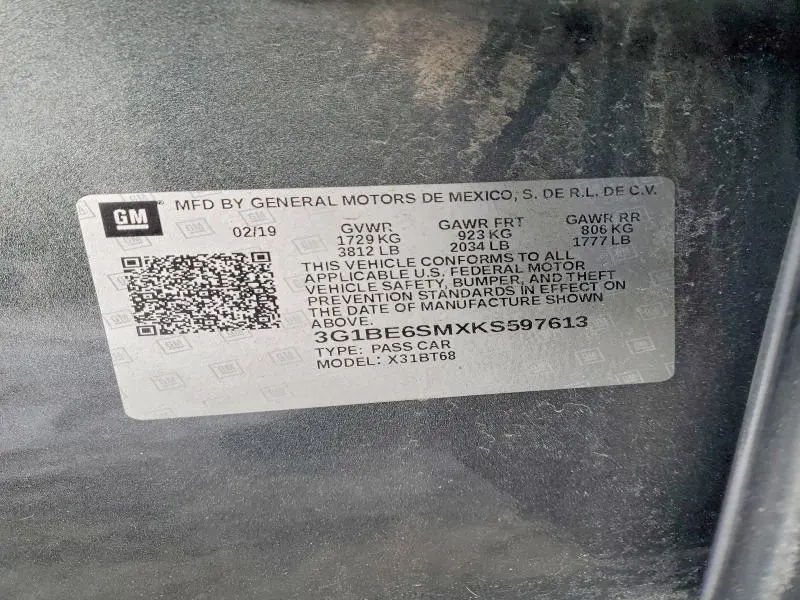 GM MFD BY GENERAL MOTORS DE MEXICO, S. DE R.L. DE C.V.
02/19 GVWR GAWR FRT GAWR RR
1729 KG 923 KG 806 KG
3812 LB 2034 LB 1777 LB
THIS VEHICLE CONFORMS TO ALL
APPLICABLE U.S. FEDERAL MOTOR
VEHICLE SAFETY, BUMPER, AND THEFT
PREVENTION STANDARDS IN EFFECT ON
THE DATE OF MANUFACTURE SHOWN
ABOVE.
3G1BE6SMXKS597613
TYPE: PASS CAR
MODEL: X31BT68